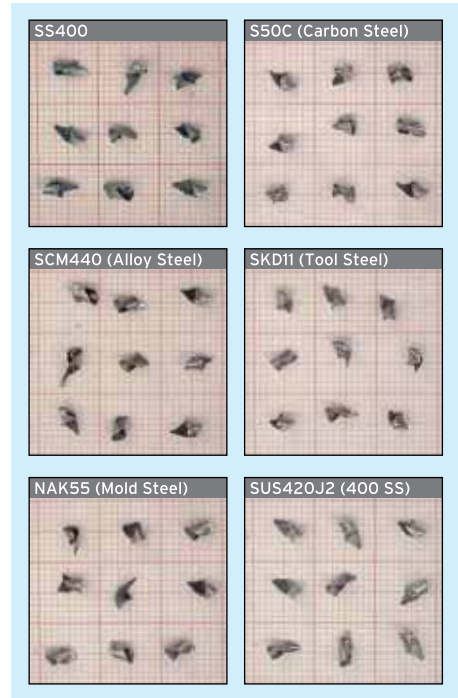 SS400
S50C (Carbon Steel)
SCM440 (Alloy Steel)
SKD11 (Tool Steel)
NAK55 (Mold Steel)
SUS420J2 (400 SS)